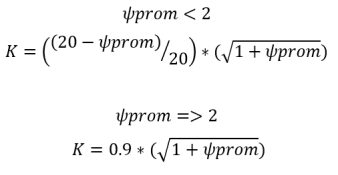 ψprom < 2
K = ((20 − ψprom)/20) * (√1 + ψprom)
ψprom => 2
K = 0.9 * (√1 + ψprom)